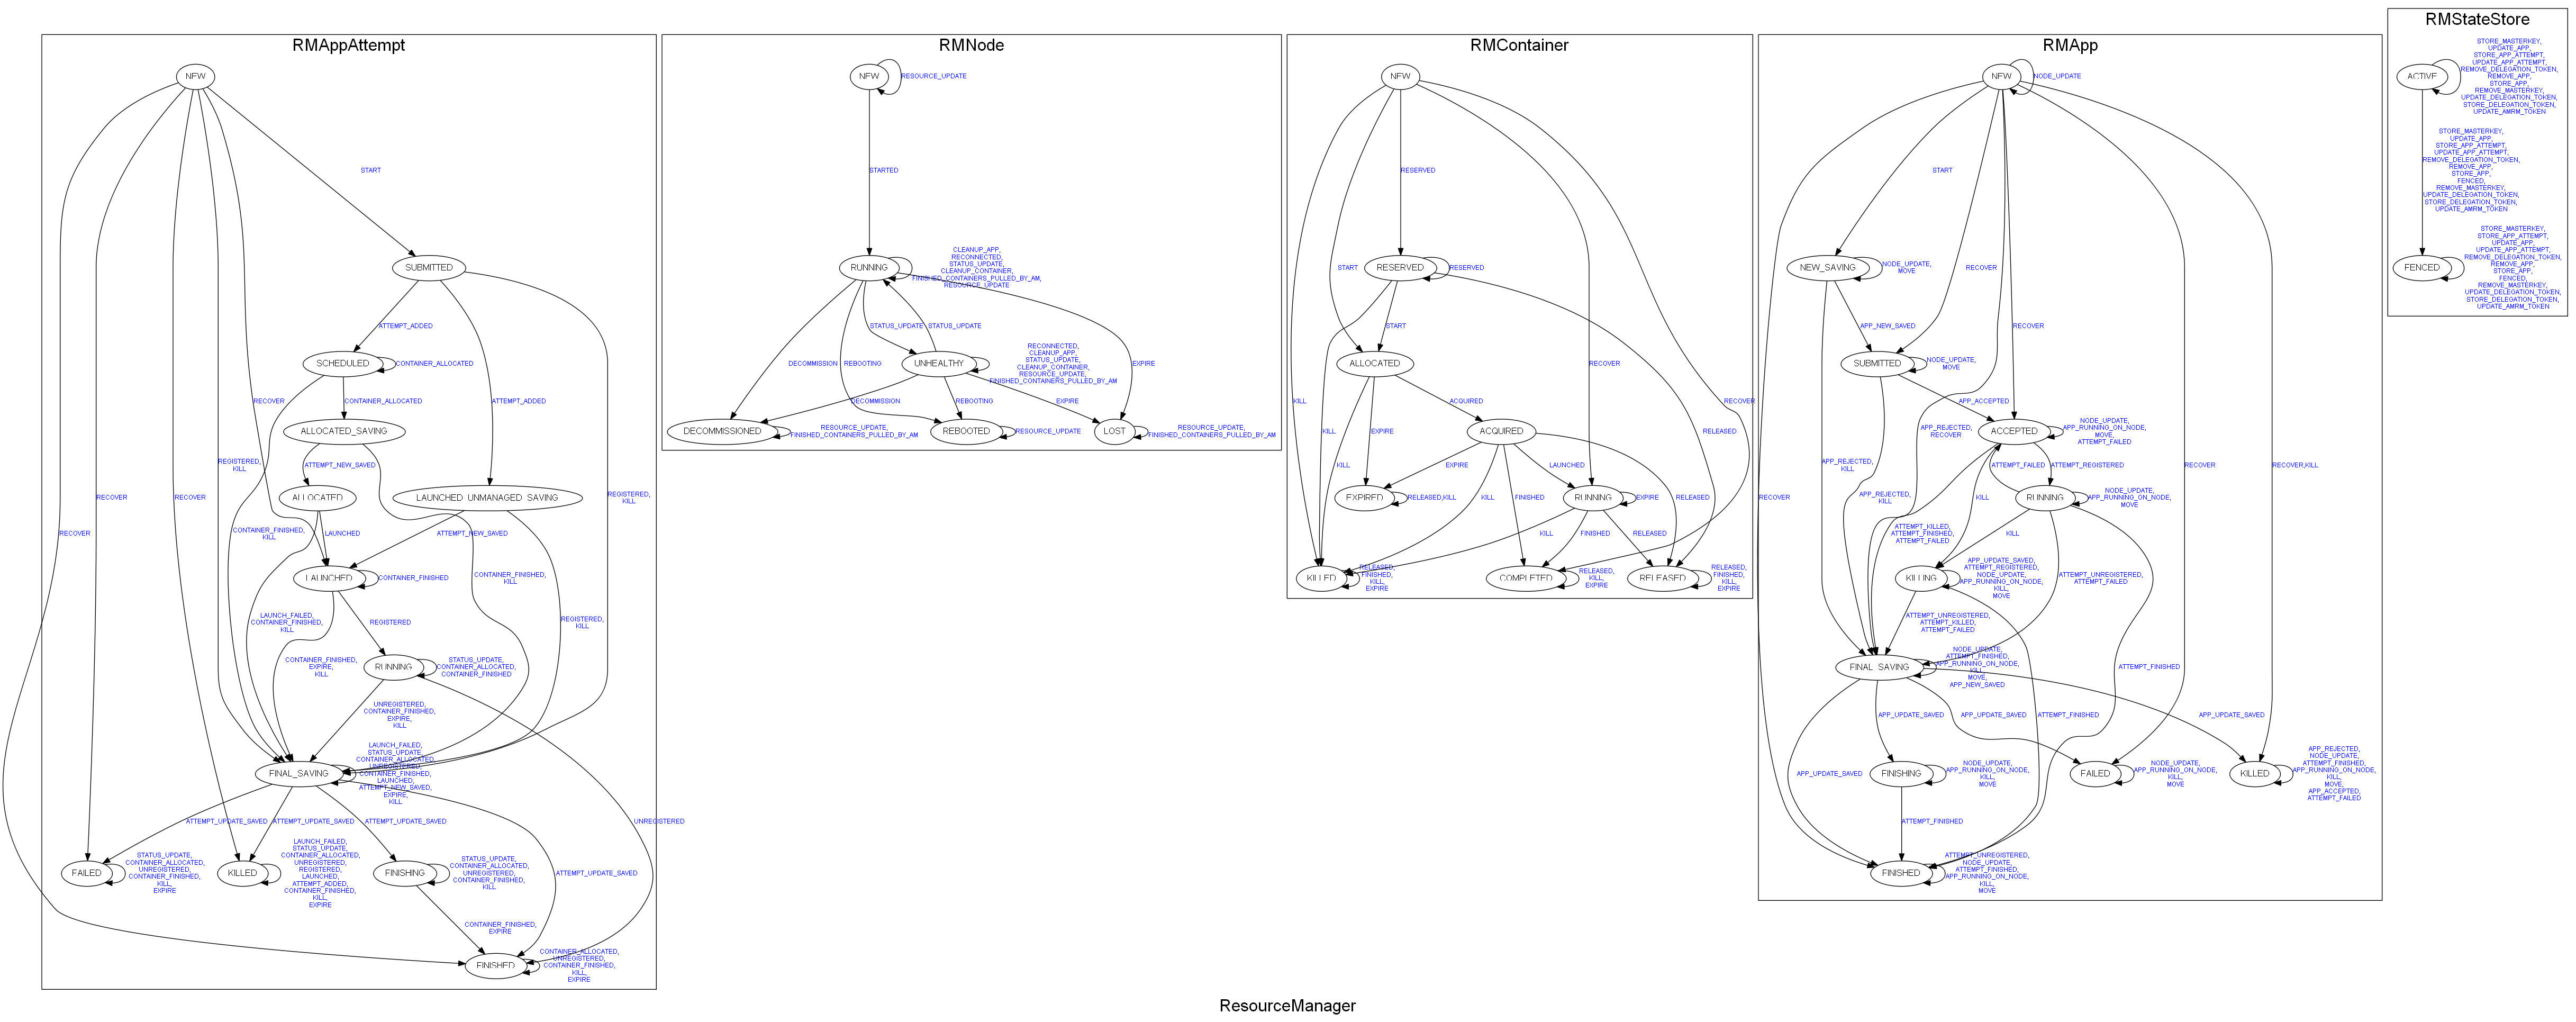 RMAppAttempt
NEW
START
SUBMITTED
ATTEMPT_ADDED
SCHEDULED
CONTAINER_ALLOCATED
RECOVER
CONTAINER_ALLOCATED
ATTEMPT_ADDED
ALLOCATED_SAVING
REGISTERED,
KILL
ATTEMPT_NEW_SAVED
RECOVER
RECOVER
ALLOCATED
LAUNCHED_UNMANAGED_SAVING
REGISTERED,
KILL
RECOVER
CONTAINER_FINISHED,
KILL
LAUNCHED
ATTEMPT_NEW_SAVED
LAUNCHED
CONTAINER_FINISHED
CONTAINER_FINISHED,
KILL
LAUNCH_FAILED,
CONTAINER_FINISHED,
KILL
REGISTERED
REGISTERED,
KILL
CONTAINER_FINISHED,
EXPIRE,
KILL
RUNNING
STATUS_UPDATE,
CONTAINER_ALLOCATED,
CONTAINER_FINISHED
UNREGISTERED,
CONTAINER_FINISHED,
EXPIRE,
KILL
FINAL_SAVING
LAUNCH_FAILED,
STATUS_UPDATE,
CONTAINER_ALLOCATED,
UNREGISTERED,
CONTAINER_FINISHED,
LAUNCHED,
ATTEMPT_NEW_SAVED,
EXPIRE,
KILL
ATTEMPT_UPDATE_SAVED
ATTEMPT_UPDATE_SAVED
ATTEMPT_UPDATE_SAVED
UNREGISTERED
FAILED
STATUS_UPDATE,
CONTAINER_ALLOCATED,
UNREGISTERED,
CONTAINER_FINISHED,
KILL,
EXPIRE
KILLED
LAUNCH_FAILED,
STATUS_UPDATE,
CONTAINER_ALLOCATED,
UNREGISTERED,
REGISTERED,
LAUNCHED,
ATTEMPT_ADDED,
CONTAINER_FINISHED,
KILL,
EXPIRE
FINISHING
STATUS_UPDATE,
CONTAINER_ALLOCATED,
UNREGISTERED,
CONTAINER_FINISHED,
KILL
ATTEMPT_UPDATE_SAVED
CONTAINER_FINISHED,
EXPIRE
FINISHED
CONTAINER_ALLOCATED,
UNREGISTERED,
CONTAINER_FINISHED,
KILL,
EXPIRE
RMNode
NEW
RESOURCE_UPDATE
STARTED
RUNNING
CLEANUP_APP,
RECONNECTED,
STATUS_UPDATE,
CLEANUP_CONTAINER,
FINISHED_CONTAINERS_PULLED_BY_AM,
RESOURCE_UPDATE
STATUS_UPDATE
STATUS_UPDATE
DECOMMISSION
REBOOTING
UNHEALTHY
RECONNECTED,
CLEANUP_APP,
STATUS_UPDATE,
CLEANUP_CONTAINER,
RESOURCE_UPDATE,
FINISHED_CONTAINERS_PULLED_BY_AM
EXPIRE
DECOMMISSION
REBOOTING
EXPIRE
DECOMMISSIONED
RESOURCE_UPDATE,
FINISHED_CONTAINERS_PULLED_BY_AM
REBOOTED
RESOURCE_UPDATE
LOST
RESOURCE_UPDATE,
FINISHED_CONTAINERS_PULLED_BY_AM
RMContainer
NEW
RESERVED
START
RESERVED
RESERVED
START
ALLOCATED
RECOVER
KILL
ACQUIRED
RECOVER
KILL
EXPIRE
ACQUIRED
RELEASED
KILL
EXPIRE
LAUNCHED
EXPIRED
RELEASED,KILL
KILL
FINISHED
RUNNING
EXPIRE
RELEASED
KILL
FINISHED
RELEASED
KILLED
RELEASED,
FINISHED,
KILL,
EXPIRE
COMPLETED
RELEASED,
KILL,
EXPIRE
RELEASED
RELEASED,
FINISHED,
KILL,
EXPIRE
RMApp
NEW
NODE_UPDATE
START
NEW_SAVING
NODE_UPDATE,
MOVE
RECOVER
APP_NEW_SAVED
RECOVER
SUBMITTED
NODE_UPDATE,
MOVE
APP_ACCEPTED
APP_REJECTED,
RECOVER
ACCEPTED
NODE_UPDATE,
APP_RUNNING_ON_NODE,
MOVE,
ATTEMPT_FAILED
APP_REJECTED,
KILL
ATTEMPT_FAILED
ATTEMPT_REGISTERED
RECOVER
RECOVER,KILL
RECOVER
APP_REJECTED,
KILL
KILL
RUNNING
NODE_UPDATE,
APP_RUNNING_ON_NODE,
MOVE
ATTEMPT_KILLED,
ATTEMPT_FINISHED,
ATTEMPT_FAILED
KILL
KILLING
APP_UPDATE_SAVED,
ATTEMPT_REGISTERED,
NODE_UPDATE,
APP_RUNNING_ON_NODE,
KILL,
MOVE
ATTEMPT_UNREGISTERED,
ATTEMPT_FAILED
ATTEMPT_UNREGISTERED,
ATTEMPT_KILLED,
ATTEMPT_FAILED
FINAL_SAVING
NODE_UPDATE,
ATTEMPT_FINISHED,
APP_RUNNING_ON_NODE,
KILL,
MOVE,
APP_NEW_SAVED
ATTEMPT_FINISHED
APP_UPDATE_SAVED
APP_UPDATE_SAVED
ATTEMPT_FINISHED
APP_UPDATE_SAVED
APP_UPDATE_SAVED
FINISHING
NODE_UPDATE,
APP_RUNNING_ON_NODE,
KILL,
MOVE
FAILED
NODE_UPDATE,
APP_RUNNING_ON_NODE,
KILL,
MOVE
KILLED
APP_REJECTED,
NODE_UPDATE,
ATTEMPT_FINISHED,
APP_RUNNING_ON_NODE,
KILL,
MOVE,
APP_ACCEPTED,
ATTEMPT_FAILED
ATTEMPT_FINISHED
FINISHED
ATTEMPT_UNREGISTERED,
NODE_UPDATE,
ATTEMPT_FINISHED,
APP_RUNNING_ON_NODE,
KILL,
MOVE
RMStateStore
ACTIVE
STORE_MASTERKEY,
UPDATE_APP,
STORE_APP_ATTEMPT,
UPDATE_APP_ATTEMPT,
REMOVE_DELEGATION_TOKEN,
REMOVE_APP,
STORE_APP,
REMOVE_MASTERKEY,
UPDATE_DELEGATION_TOKEN,
STORE_DELEGATION_TOKEN,
UPDATE_AMRM_TOKEN
STORE_MASTERKEY,
UPDATE_APP,
STORE_APP_ATTEMPT,
UPDATE_APP_ATTEMPT,
REMOVE_DELEGATION_TOKEN,
REMOVE_APP,
STORE_APP,
FENCED,
REMOVE_MASTERKEY,
UPDATE_DELEGATION_TOKEN,
STORE_DELEGATION_TOKEN,
UPDATE_AMRM_TOKEN
FENCED
STORE_MASTERKEY,
STORE_APP_ATTEMPT,
UPDATE_APP,
UPDATE_APP_ATTEMPT,
REMOVE_DELEGATION_TOKEN,
REMOVE_APP,
STORE_APP,
FENCED,
REMOVE_MASTERKEY,
UPDATE_DELEGATION_TOKEN,
STORE_DELEGATION_TOKEN,
UPDATE_AMRM_TOKEN
ResourceManager